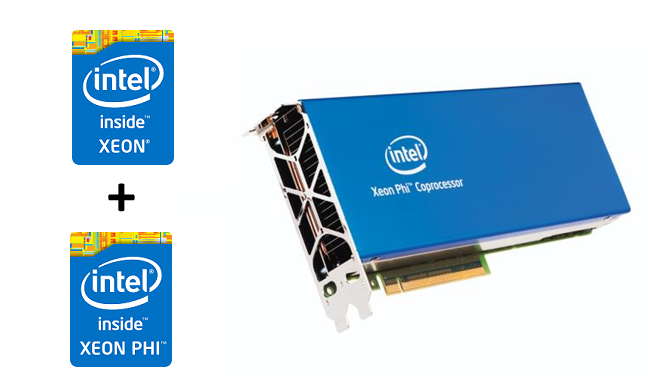 intel®
inside™
XEON®
+
intel®
inside™
XEON PHI™
intel®
Xeon Phi™ Coprocessor